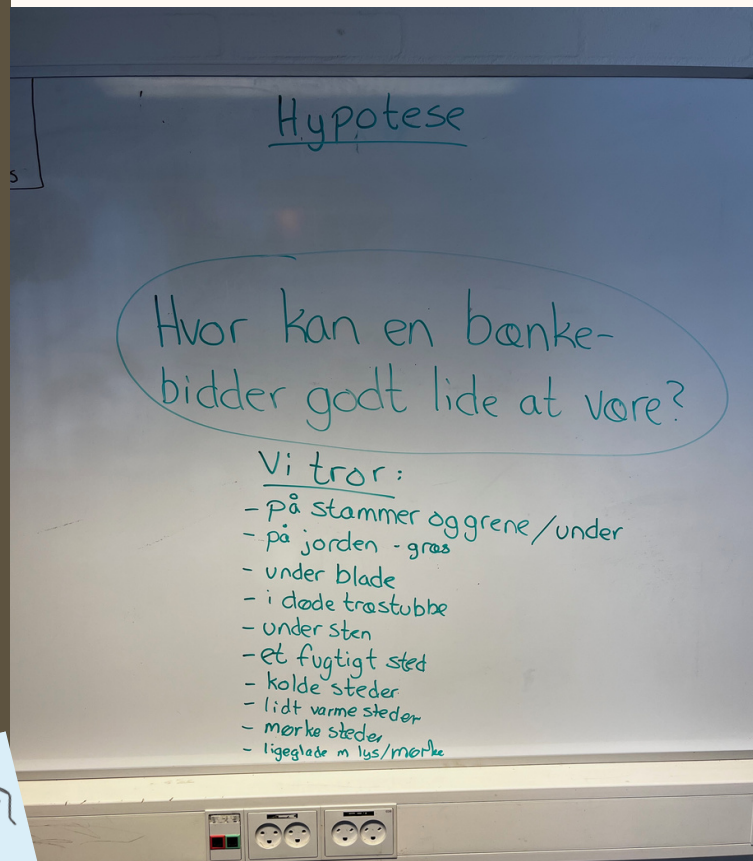 s
Hypotese
Hvor kan en bænke-
bidder godt lide at være?
Vi tror:
- på stammer og grene/under
- på jorden - græs
- under blade
- i døde træstubbe
- under sten
- et fugtigt sted
- kolde steder
- lidt varme steder
- mørke steder
- ligeglade m lys/mørke